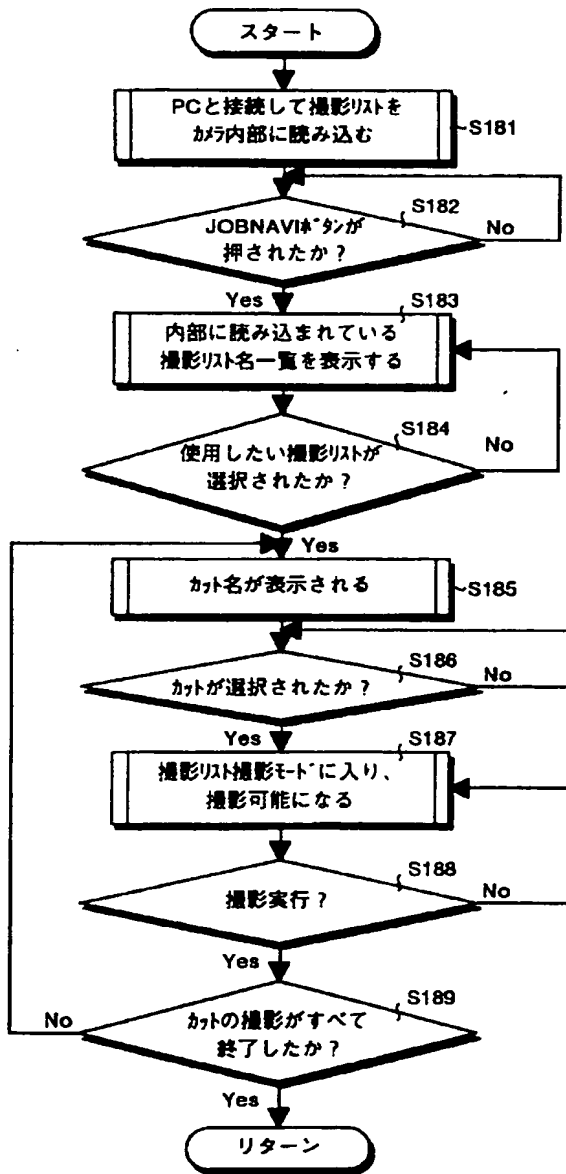 スタート
PCと接続して撮影リストを
カメラ内部に読み込む
S181
S182
JOBNAVIボタンが
押されたか？
No
Yes
S183
内部に読み込まれている
撮影リスト名一覧を表示する
S184
使用したい撮影リストが
選択されたか？
No
Yes
カット名が表示される
S185
S186
カットが選択されたか？
No
Yes
S187
撮影リスト撮影モードに入り、
撮影可能になる
S188
撮影実行？
No
Yes
S189
カットの撮影がすべて
終了したか？
No
Yes
リターン